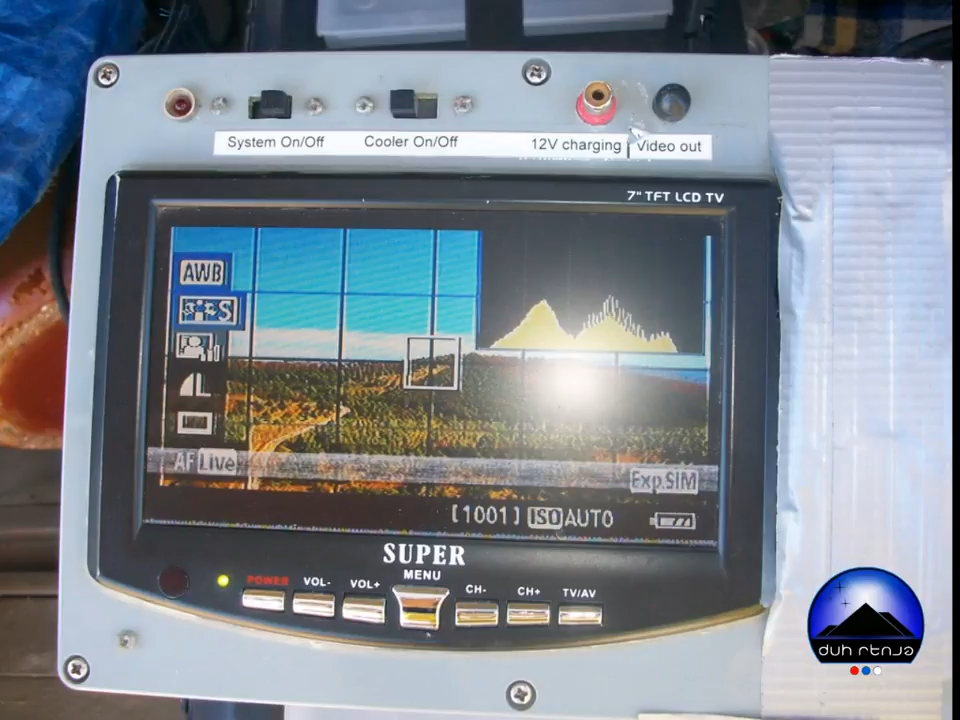 System On/Off Cooler On/Off 12V charging Video out
7" TFT LCD TV
AWB
S
L
AF Live
Exp.SIM
[1001] ISO AUTO
SUPER
MENU
POWER VOL- VOL+ CH- CH+ TV/AV